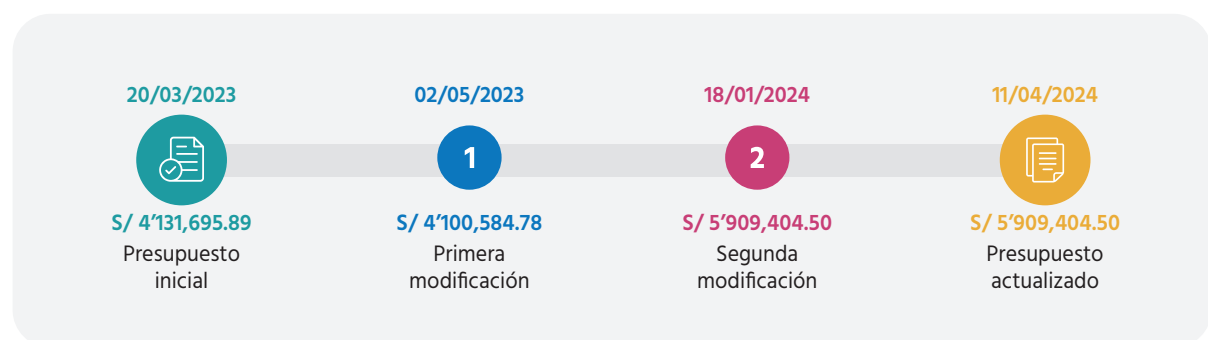 20/03/2023
02/05/2023
18/01/2024
11/04/2024
1
2
S/ 4’131,695.89
S/ 4’100,584.78
S/ 5’909,404.50
S/ 5’909,404.50
Presupuesto
inicial
Primera
modificación
Segunda
modificación
Presupuesto
actualizado